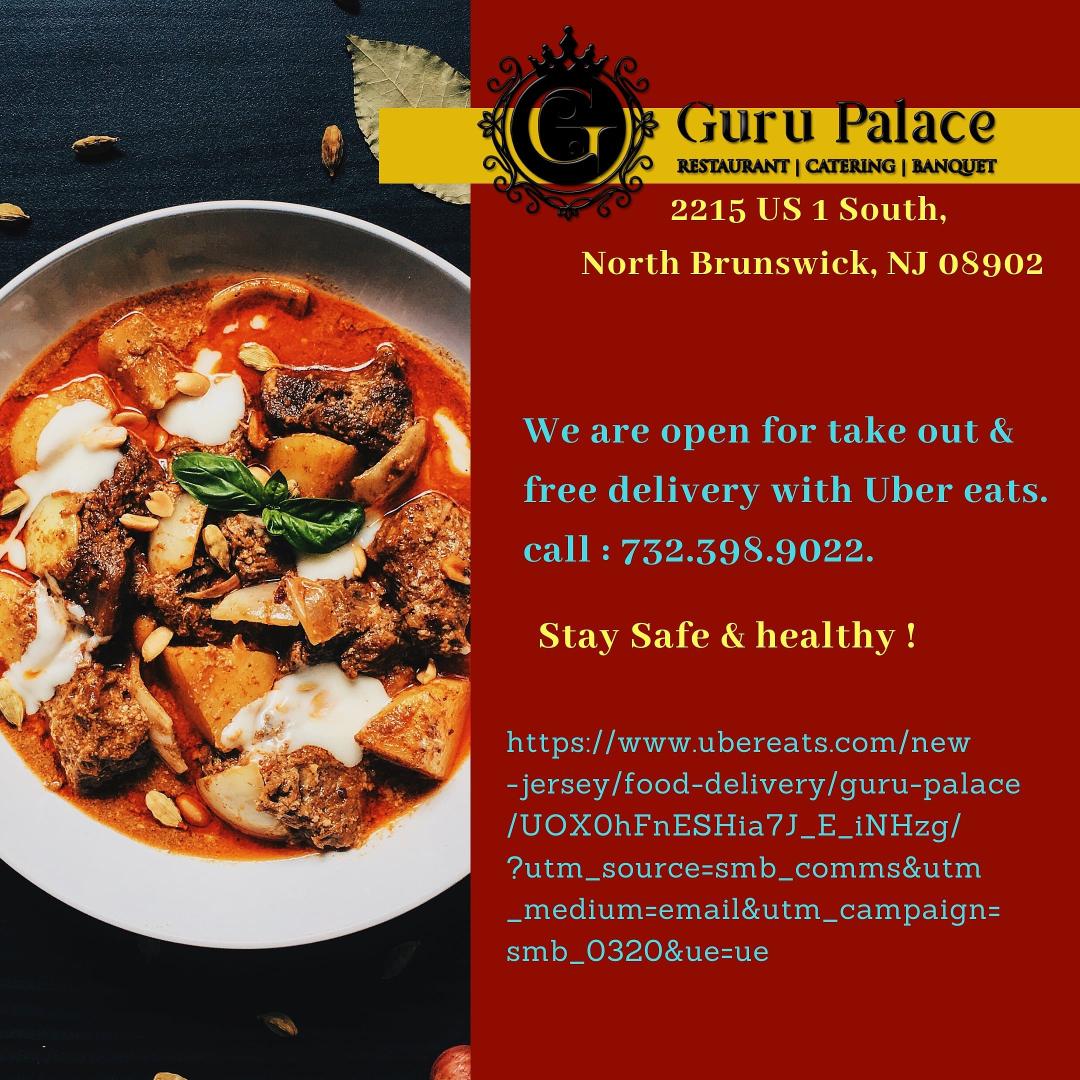 G
Guru Palace
RESTAURANT | CATERING | BANQUET
2215 US 1 South,
North Brunswick, NJ 08902
We are open for take out &
free delivery with Uber eats.
call : 732.398.9022.
Stay Safe & healthy !
https://www.ubereats.com/new
-jersey/food-delivery/guru-palace
/UOX0hFnESHia7J_E_iNHzg/
?utm_source=smb_comms&utm
_medium=email&utm_campaign=
smb_0320&ue=ue